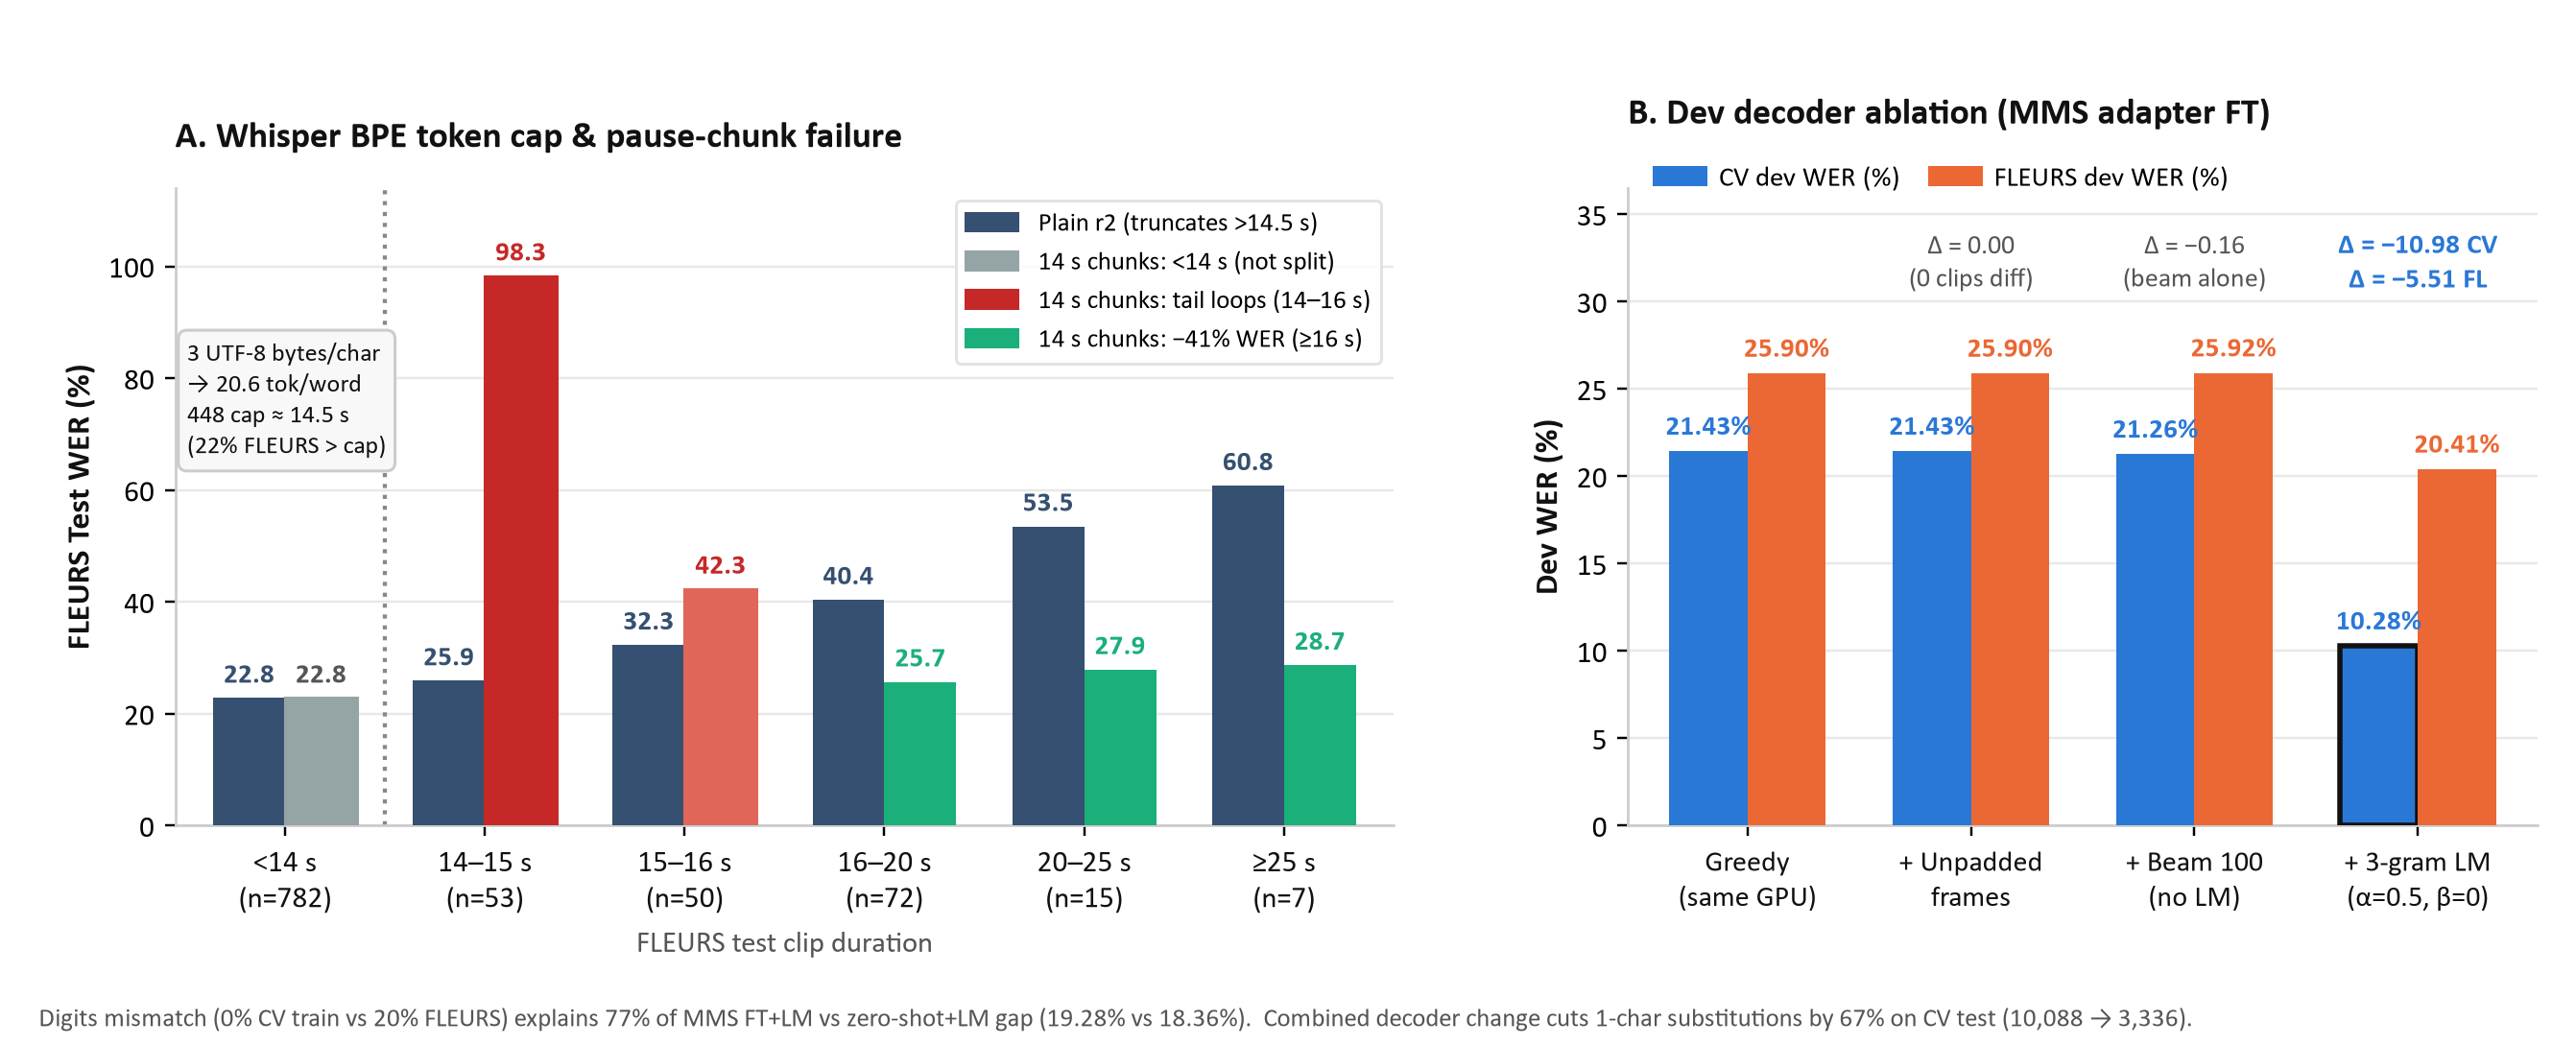 A. Whisper BPE token cap & pause-chunk failure
FLEURS Test WER (%)
100
80
60
40
20
0
3 UTF-8 bytes/char
→ 20.6 tok/word
448 cap ≈ 14.5 s
(22% FLEURS > cap)
Plain r2 (truncates >14.5 s)
14 s chunks: <14 s (not split)
14 s chunks: tail loops (14–16 s)
14 s chunks: −41% WER (≥16 s)
22.8
22.8
25.9
98.3
32.3
42.3
40.4
25.7
53.5
27.9
60.8
28.7
<14 s
(n=782)
14–15 s
(n=53)
15–16 s
(n=50)
16–20 s
(n=72)
20–25 s
(n=15)
≥25 s
(n=7)
FLEURS test clip duration
B. Dev decoder ablation (MMS adapter FT)
CV dev WER (%)
FLEURS dev WER (%)
Dev WER (%)
35
30
25
20
15
10
5
0
Δ = 0.00
(0 clips diff)
Δ = −0.16
(beam alone)
Δ = −10.98 CV
Δ = −5.51 FL
21.43%
25.90%
21.43%
25.90%
21.26%
25.92%
10.28%
20.41%
Greedy
(same GPU)
+ Unpadded
frames
+ Beam 100
(no LM)
+ 3-gram LM
(α=0.5, β=0)
Digits mismatch (0% CV train vs 20% FLEURS) explains 77% of MMS FT+LM vs zero-shot+LM gap (19.28% vs 18.36%). Combined decoder change cuts 1-char substitutions by 67% on CV test (10,088 → 3,336).